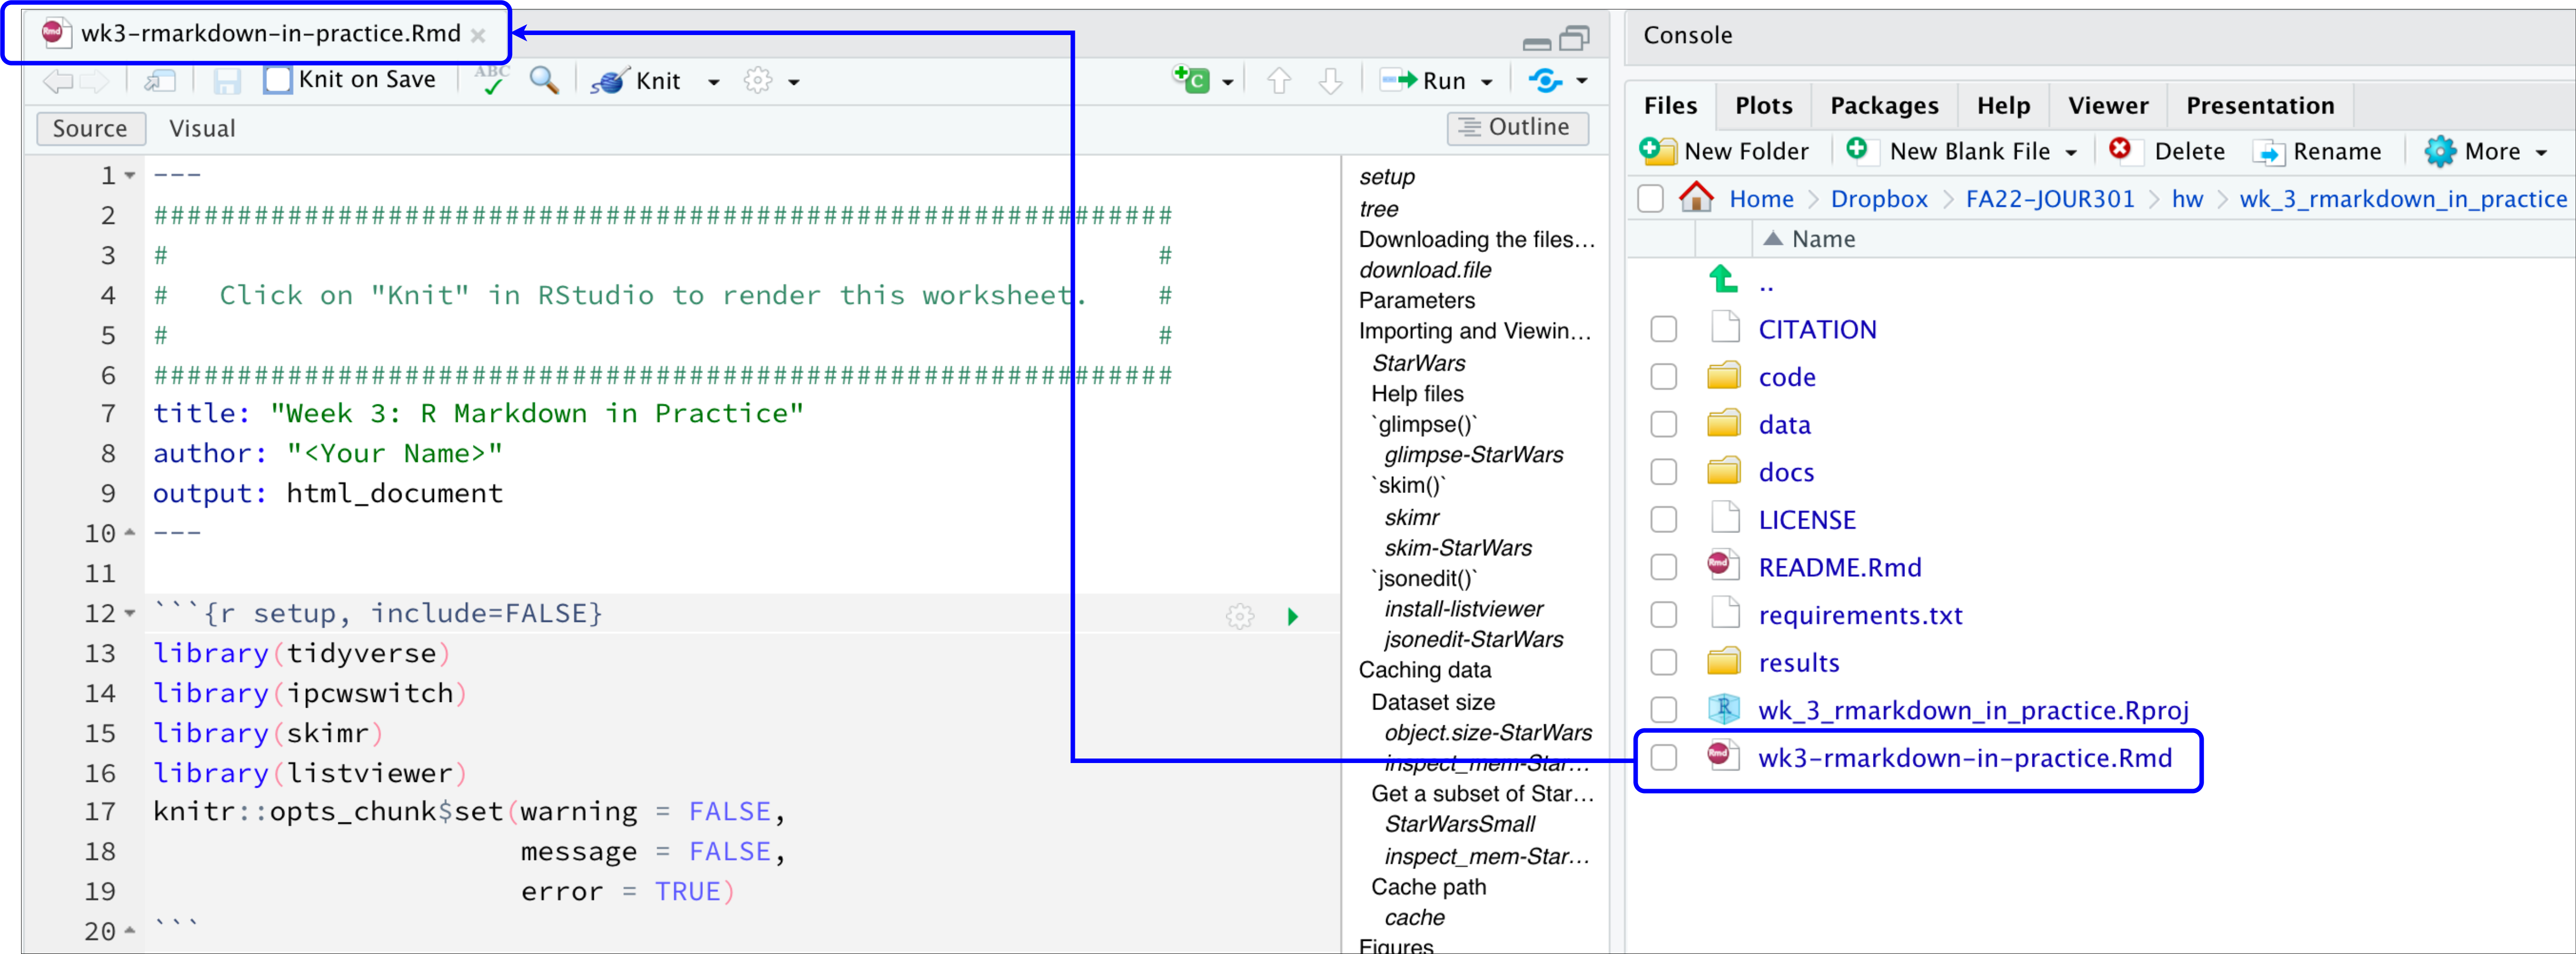 wk3-rmarkdown-in-practice.Rmd
Knit on Save ABC Knit Run
Source Visual Outline
1 ---
2 ##############################################################
3 # #
4 # Click on "Knit" in RStudio to render this worksheet. #
5 # #
6 ##############################################################
7 title: "Week 3: R Markdown in Practice"
8 author: "<Your Name>"
9 output: html_document
10 ---
11
12 ```{r setup, include=FALSE}
13 library(tidyverse)
14 library(ipcwswitch)
15 library(skimr)
16 library(listviewer)
17 knitr::opts_chunk$set(warning = FALSE,
18 message = FALSE,
19 error = TRUE)
20 ```
setup
tree
Downloading the files...
download.file
Parameters
Importing and Viewin...
StarWars
Help files
`glimpse()`
glimpse-StarWars
`skim()`
skimr
skim-StarWars
`jsonedit()`
install-listviewer
jsonedit-StarWars
Caching data
Dataset size
object.size-StarWars
inspect_mem-Star...
Get a subset of Star...
StarWarsSmall
inspect_mem-Star...
Cache path
cache
Figures
Console
Files Plots Packages Help Viewer Presentation
New Folder New Blank File Delete Rename More
Home > Dropbox > FA22-JOUR301 > hw > wk_3_rmarkdown_in_practice
Name
..
CITATION
code
data
docs
LICENSE
README.Rmd
requirements.txt
results
wk_3_rmarkdown_in_practice.Rproj
wk3-rmarkdown-in-practice.Rmd